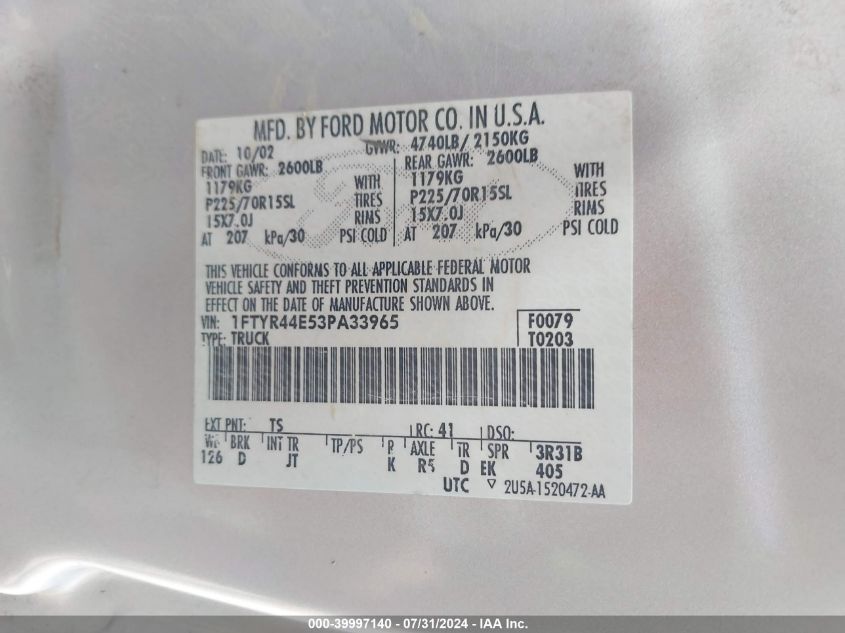 MFD. BY FORD MOTOR CO. IN U.S.A.
DATE: 10/02 GVWR: 4740LB/ 2150KG
FRONT GAWR: 2600LB REAR GAWR: 2600LB
1179KG WITH 1179KG WITH
P225/70R15SL TIRES P225/70R15SL TIRES
15X7.0J RIMS 15X7.0J RIMS
AT 207 kPa/30 PSI COLD AT 207 kPa/30 PSI COLD
THIS VEHICLE CONFORMS TO ALL APPLICABLE FEDERAL MOTOR
VEHICLE SAFETY AND THEFT PREVENTION STANDARDS IN
EFFECT ON THE DATE OF MANUFACTURE SHOWN ABOVE.
VIN: 1FTYR44E53PA33965 F0079
TYPE: TRUCK T0203
EXT PNT: TS RC: 41 DSO:
WB BRK INT TR TP/PS R AXLE TR SPR 3R31B
126 D JT K R5 D EK 405
UTC ▽ 2U5A-1520472-AA
000-39997140 - 07/31/2024 - IAA Inc.